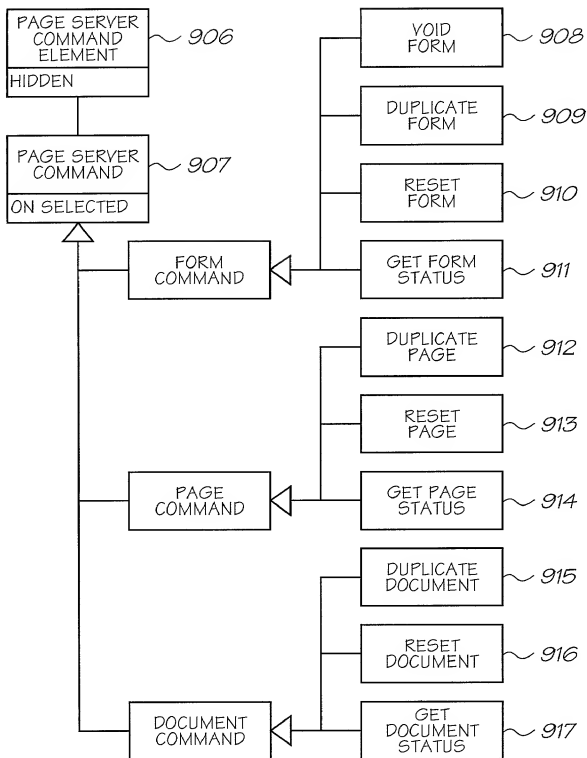 PAGE SERVER
COMMAND
ELEMENT
906
HIDDEN
PAGE SERVER
COMMAND
907
ON SELECTED
VOID
FORM
908
DUPLICATE
FORM
909
RESET
FORM
910
FORM
COMMAND
GET FORM
STATUS
911
DUPLICATE
PAGE
912
RESET
PAGE
913
PAGE
COMMAND
GET PAGE
STATUS
914
DUPLICATE
DOCUMENT
915
RESET
DOCUMENT
916
DOCUMENT
COMMAND
GET
DOCUMENT
STATUS
917